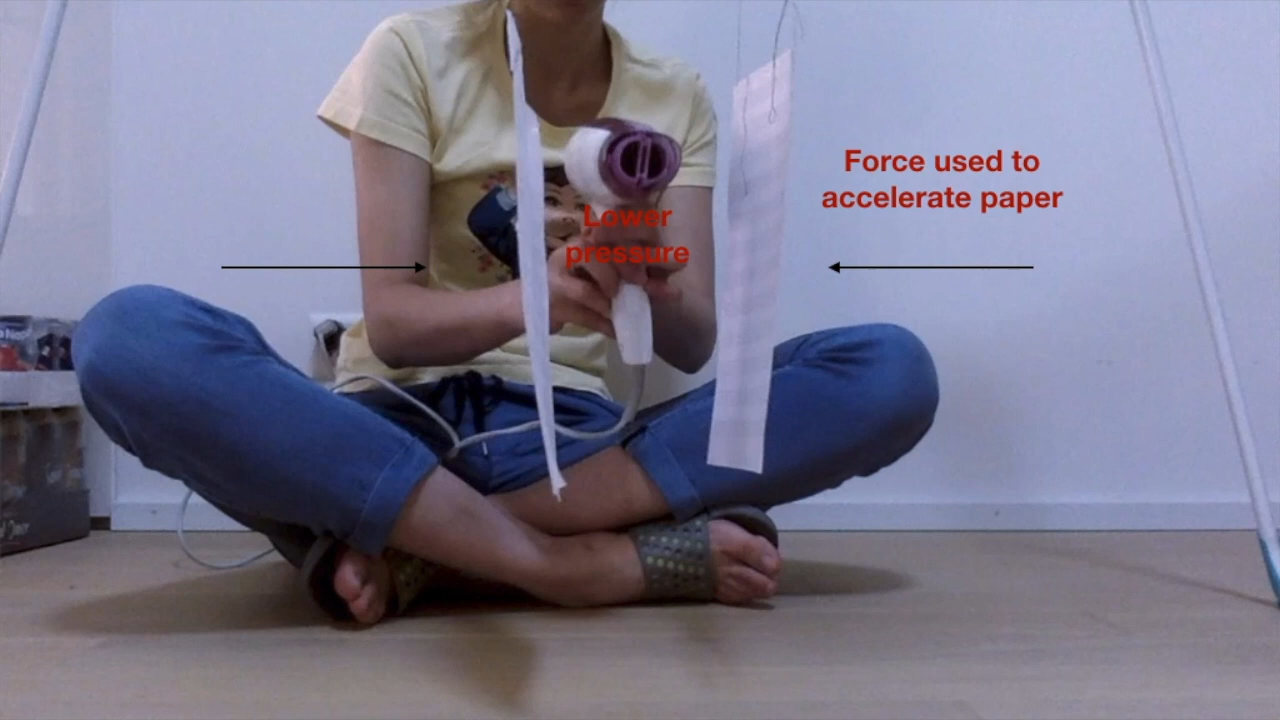 Force used to
accelerate paper
Lower
pressure